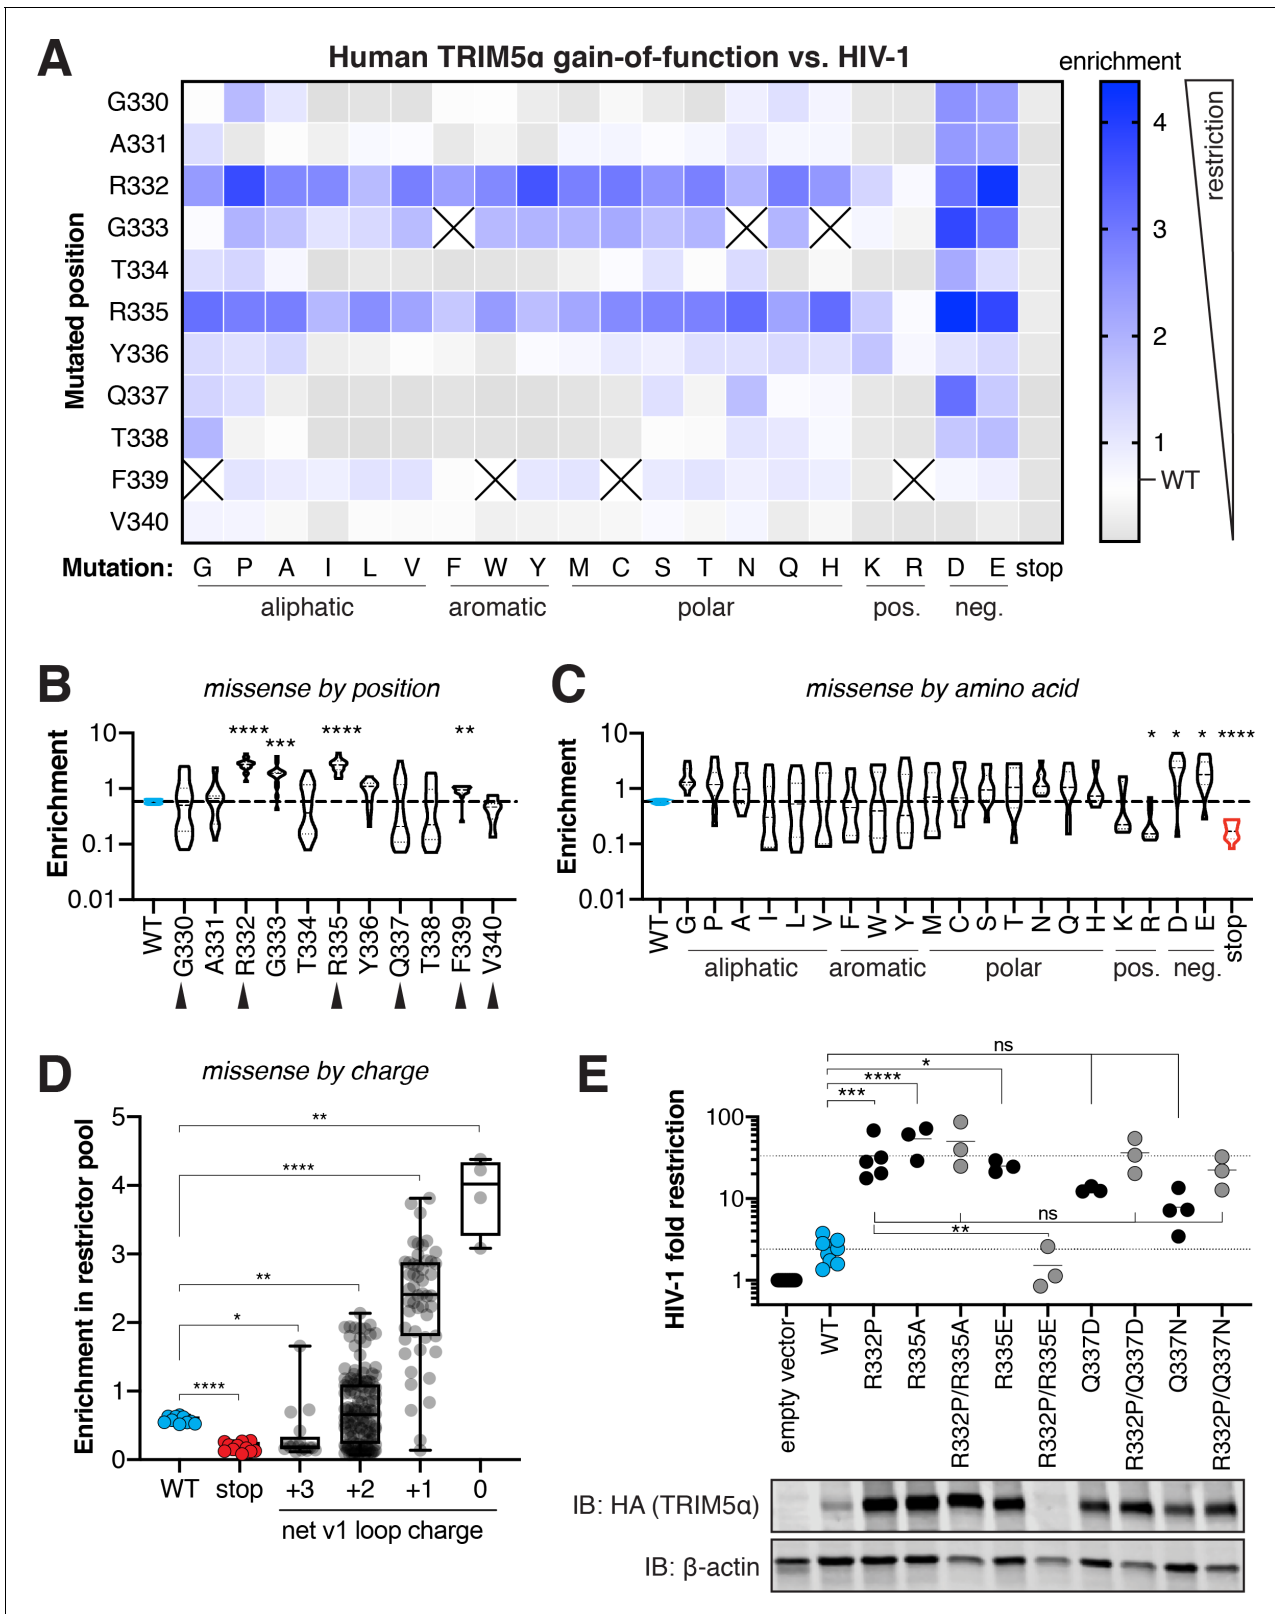 A
Human TRIM5α gain-of-function vs. HIV-1
enrichment
Mutated position
G330
A331
R332
G333
T334
R335
Y336
Q337
T338
F339
V340
4
3
2
1
WT
restriction
Mutation: G P A I L V F W Y M C S T N Q H K R D E stop
aliphatic aromatic polar pos. neg.
B
missense by position
Enrichment
10
1
0.1
0.01
**** *** **** **
WT G330 A331 R332 G333 T334 R335 Y336 Q337 T338 F339 V340
C
missense by amino acid
Enrichment
10
1
0.1
0.01
* * * ****
WT G P A I L V F W Y M C S T N Q H K R D E stop
aliphatic aromatic polar pos. neg.
D
missense by charge
Enrichment in restrictor pool
5
4
3
2
1
0
**
****
**
*
****
WT stop +3 +2 +1 0
net v1 loop charge
E
HIV-1 fold restriction
100
10
1
ns
*
****
***
ns
**
empty vector
WT
R332P
R335A
R332P/R335A
R335E
R332P/R335E
Q337D
R332P/Q337D
Q337N
R332P/Q337N
IB: HA (TRIM5α)
IB: β-actin